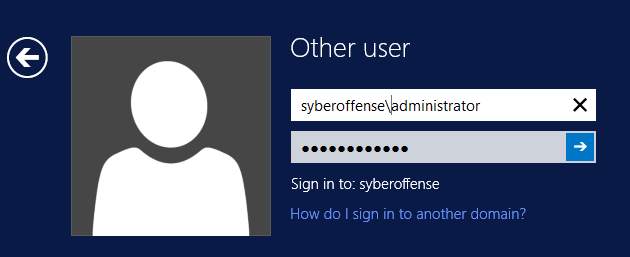 Other user
syberoffense\administrator
●●●●●●●●●●●●
Sign in to: syberoffense
How do I sign in to another domain?